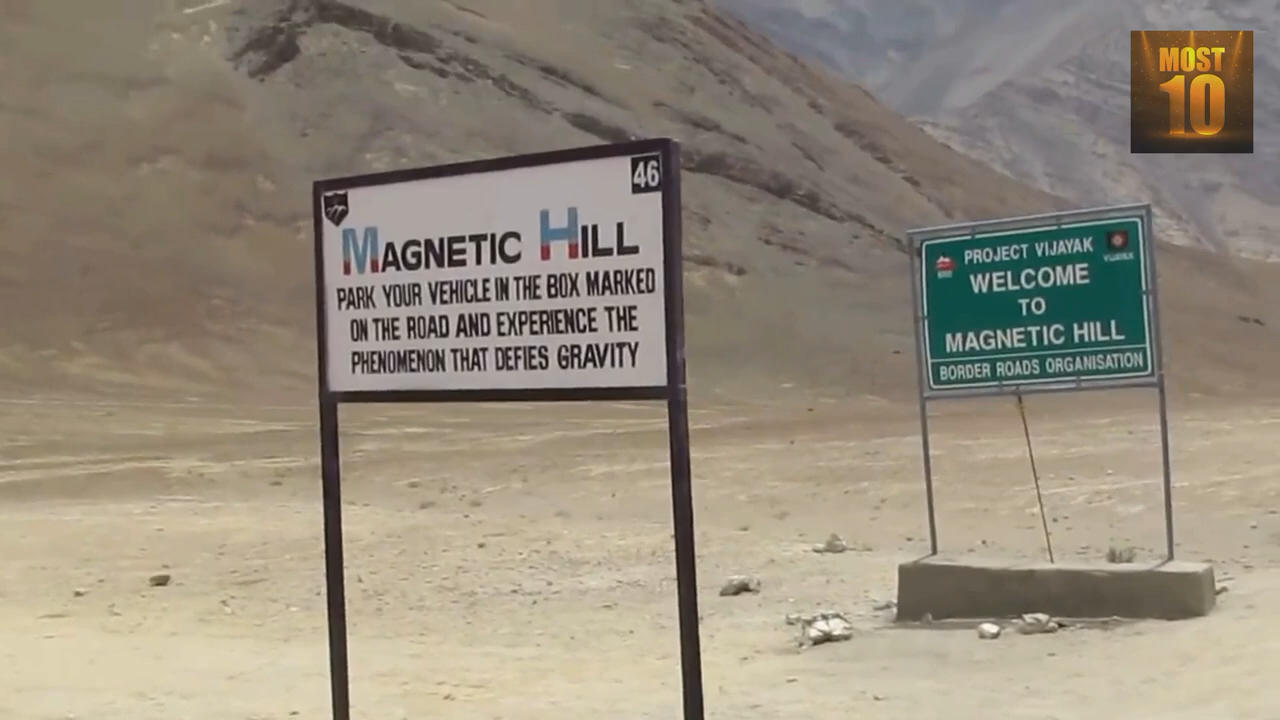 MOST
10
46
MAGNETIC HILL
PARK YOUR VEHICLE IN THE BOX MARKED
ON THE ROAD AND EXPERIENCE THE
PHENOMENON THAT DEFIES GRAVITY
PROJECT VIJAYAK
VIJAYAK
WELCOME
TO
MAGNETIC HILL
BORDER ROADS ORGANISATION